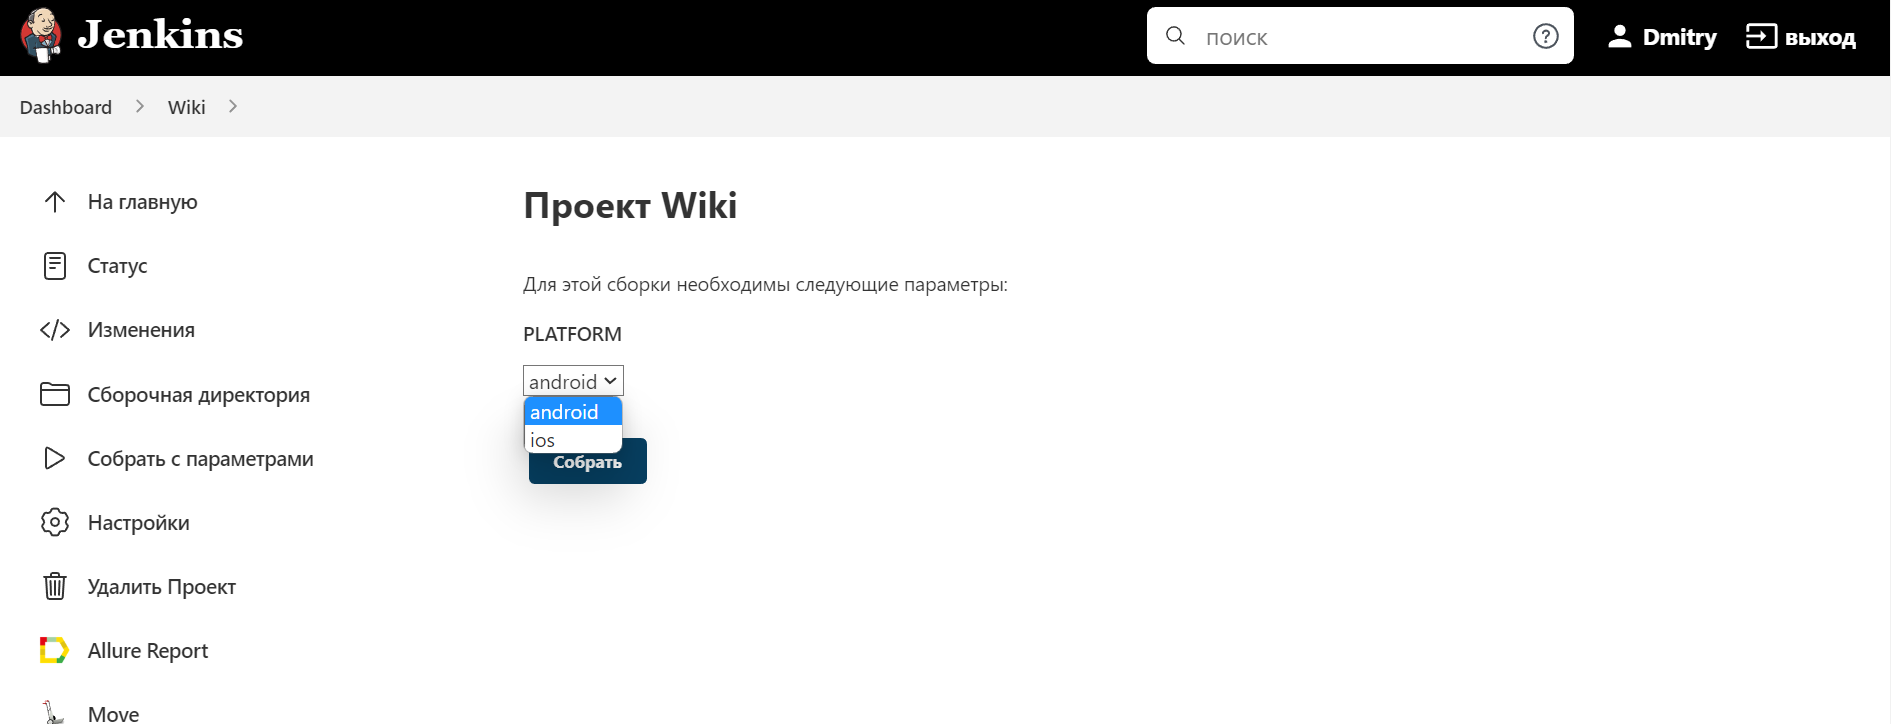 Jenkins
поиск
Dmitry
выход
Dashboard
Wiki
На главную
Статус
Изменения
Сборочная директория
Собрать с параметрами
Настройки
Удалить Проект
Allure Report
Move
Проект Wiki
Для этой сборки необходимы следующие параметры:
PLATFORM
android
android
ios
Собрать